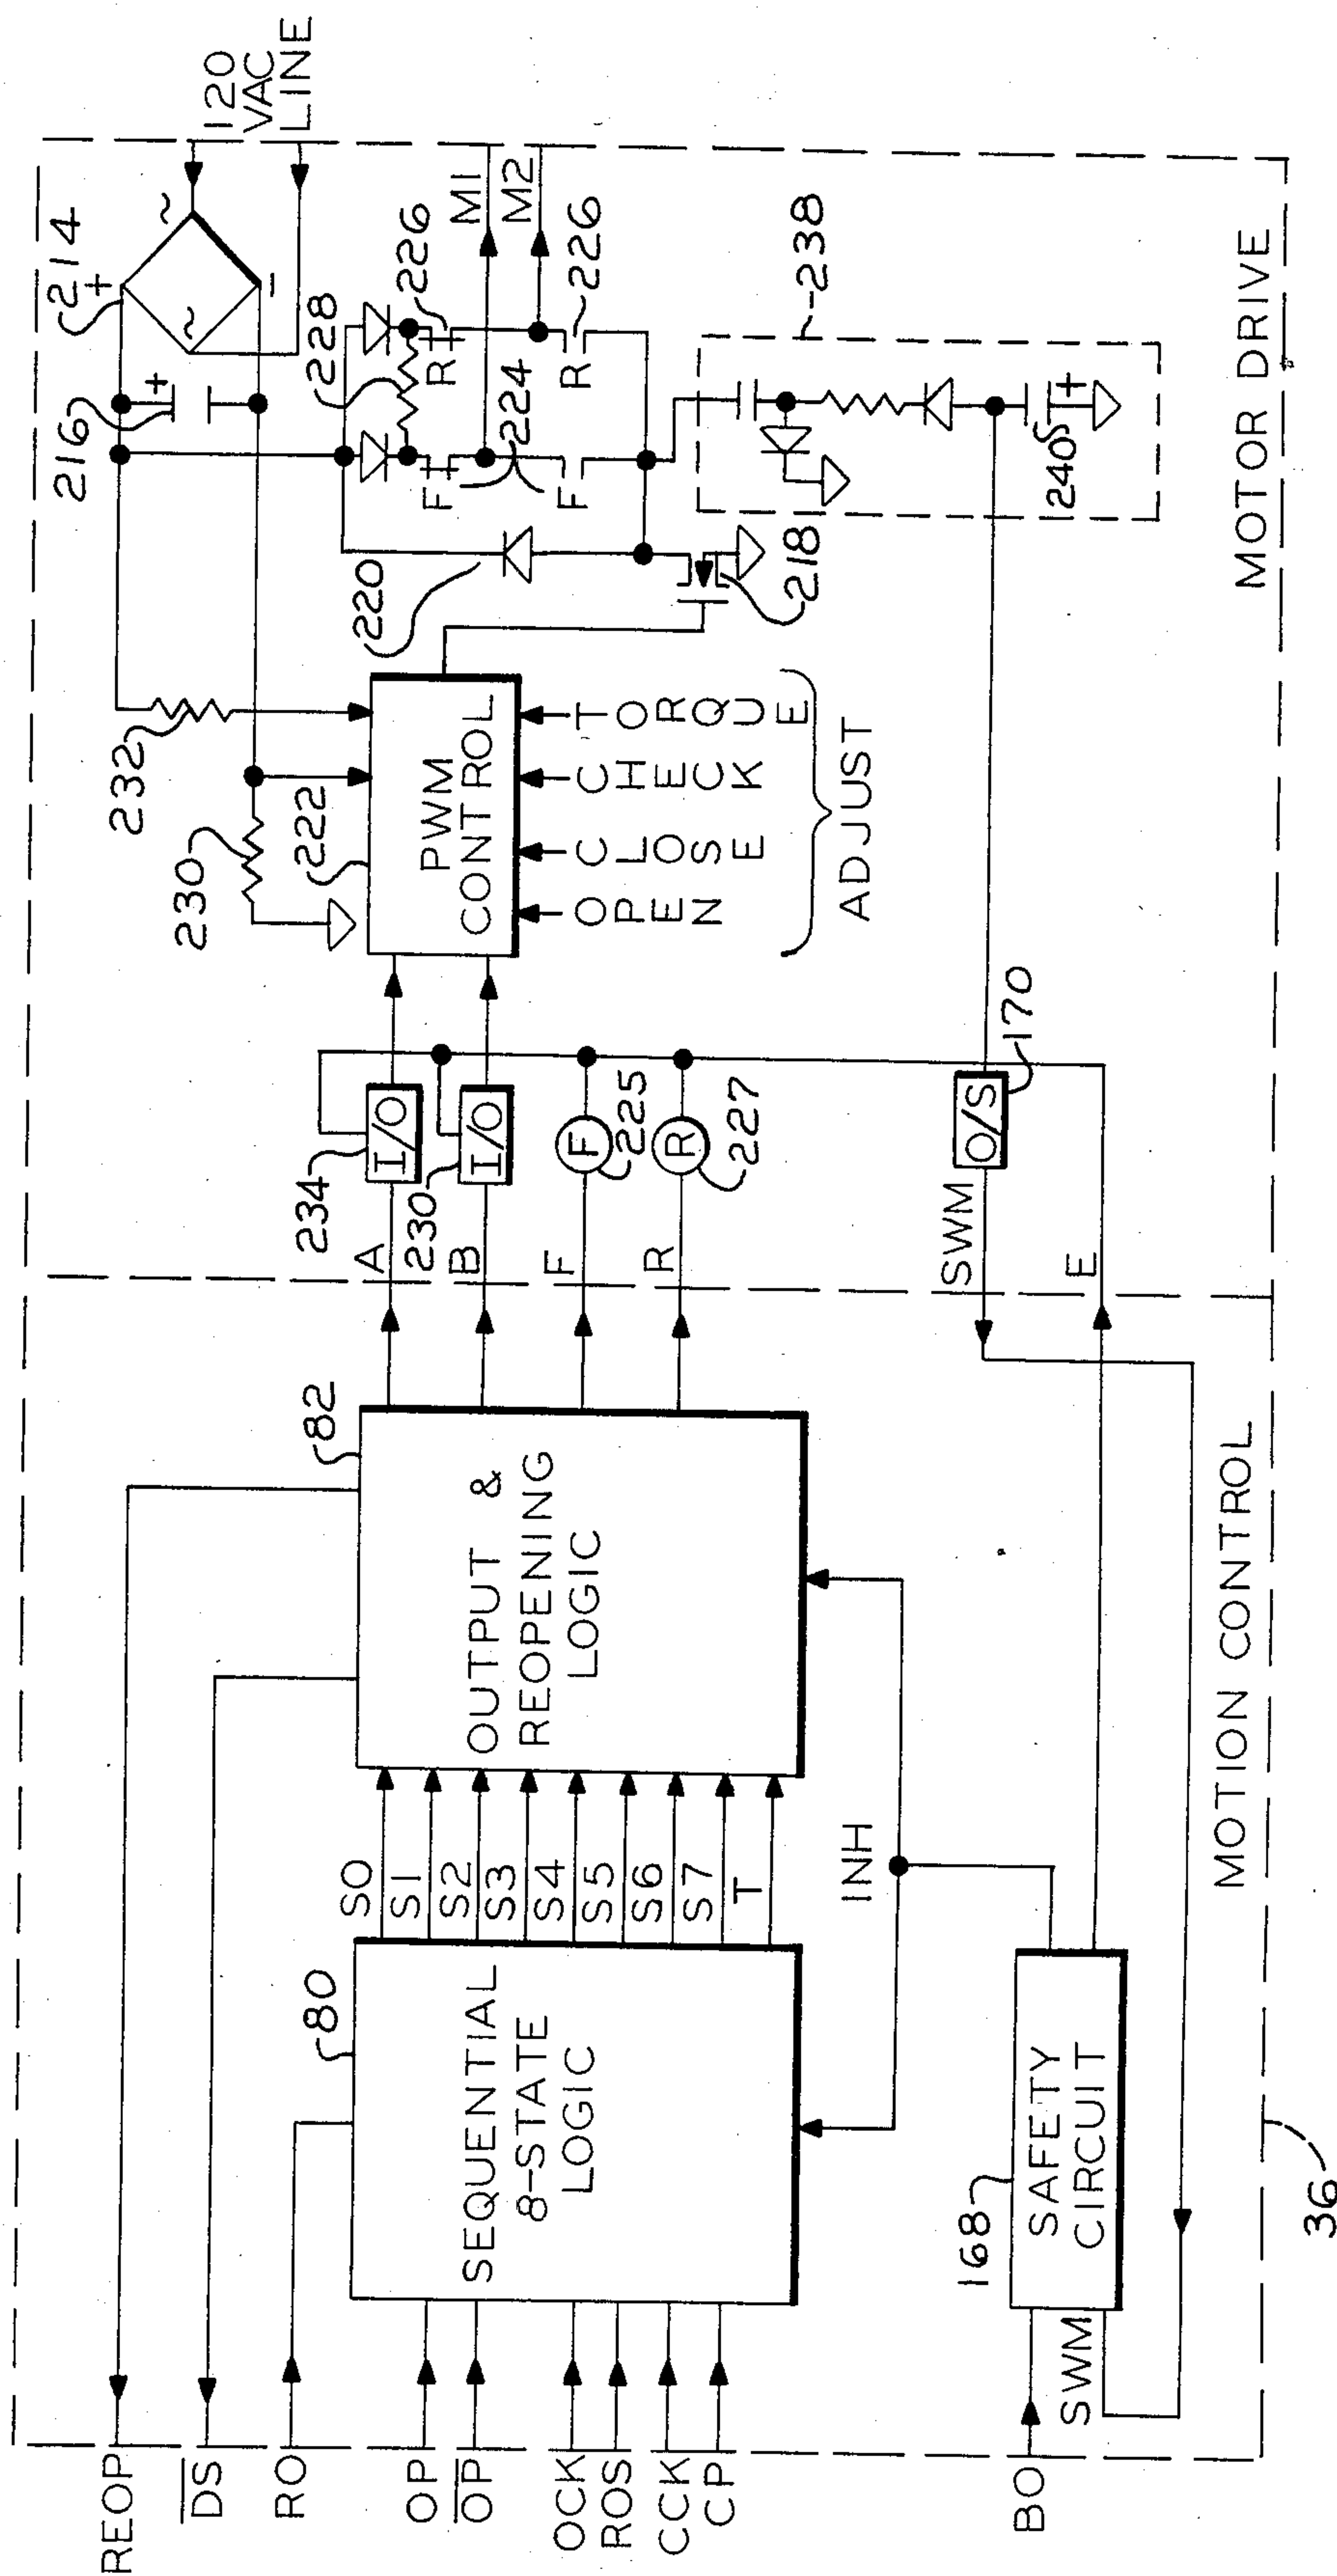 REOP
DS
RO
OP
OP
OCK
ROS
CCK
CP
BO
80
SEQUENTIAL
8-STATE
LOGIC
S0
S1
S2
S3
S4
S5
S6
S7
T
INH
168
SAFETY
CIRCUIT
SWM
36
MOTION CONTROL
82
OUTPUT &
REOPENING
LOGIC
A
B
F
R
SWM
E
234
I/O
230
I/O
F
225
R
227
O/S
170
230
232
222
PWM
CONTROL
OPEN
CLOSE
CHECK
TORQUE
ADJUST
220
218
216
+
214
+
-
~
~
120
VAC
LINE
228
226
F
R
224
F
R
226
M1
M2
238
240
+
MOTOR DRIVE